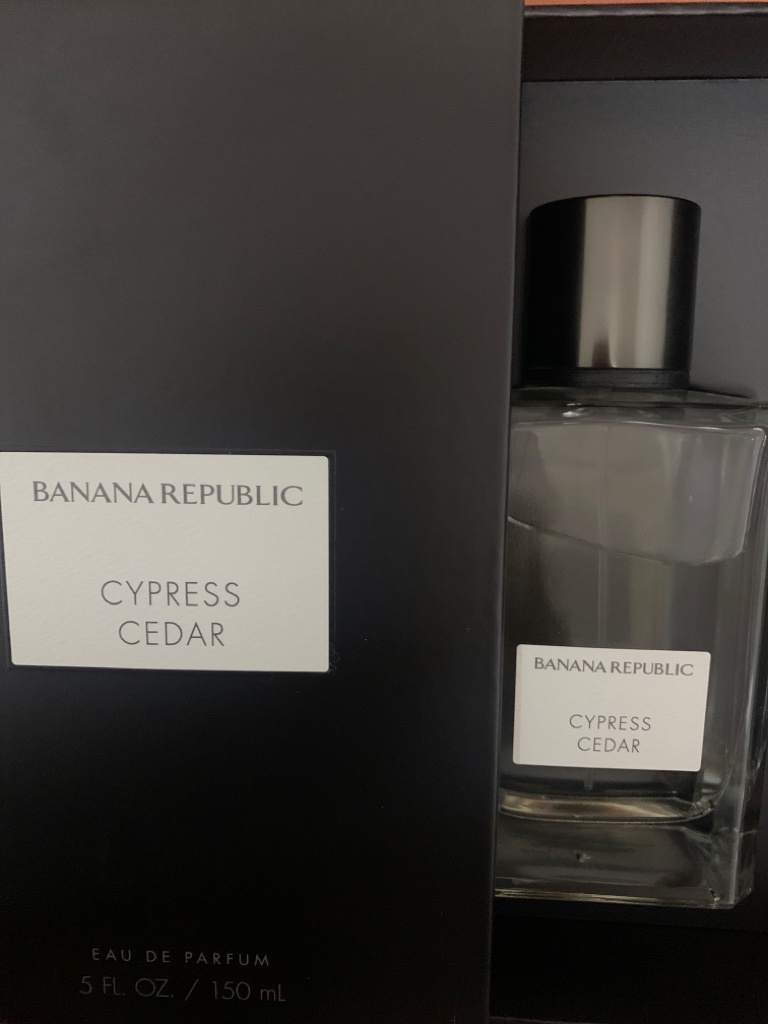 BANANA REPUBLIC
CYPRESS
CEDAR
EAU DE PARFUM
5 FL. OZ. / 150 mL
BANANA REPUBLIC
CYPRESS
CEDAR